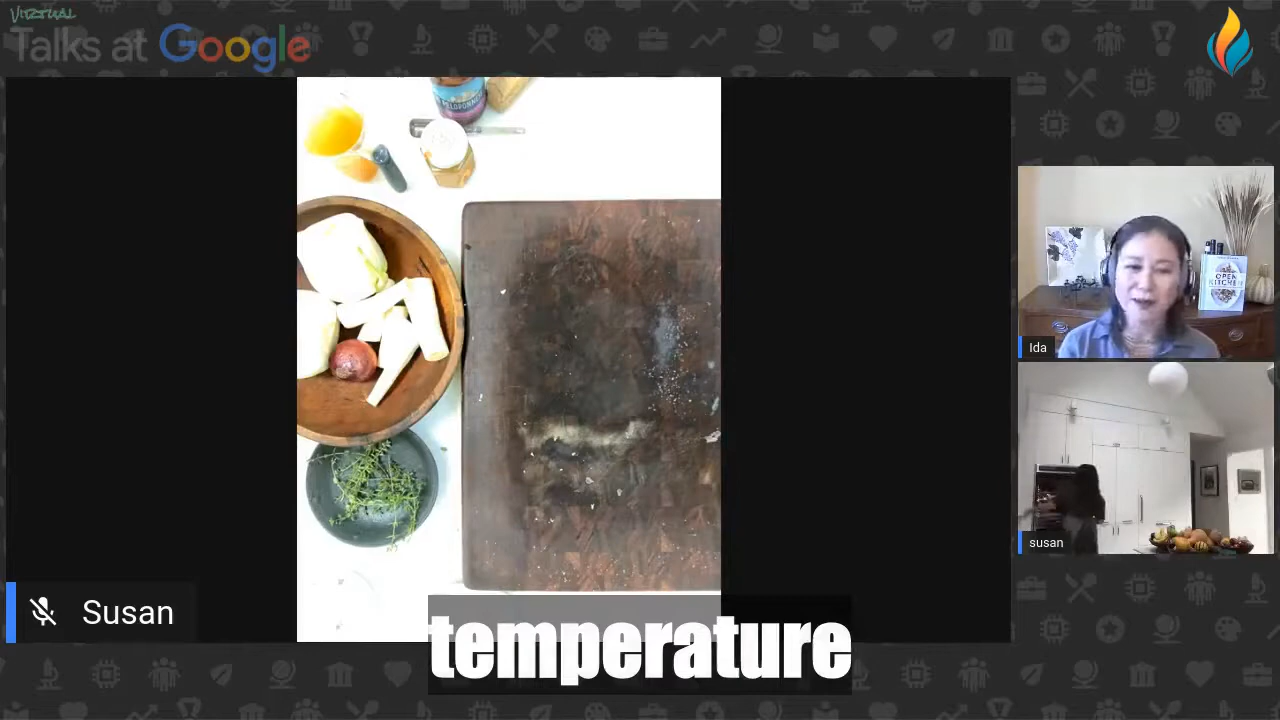 VIRTUAL
Talks at Google
OPEN
KITCHEN
Ida
susan
Susan
temperature